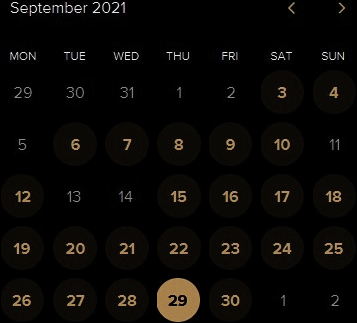 September 2021
MON TUE WED THU FRI SAT SUN
29 30 31 1 2 3 4
5 6 7 8 9 10 11
12 13 14 15 16 17 18
19 20 21 22 23 24 25
26 27 28 29 30 1 2